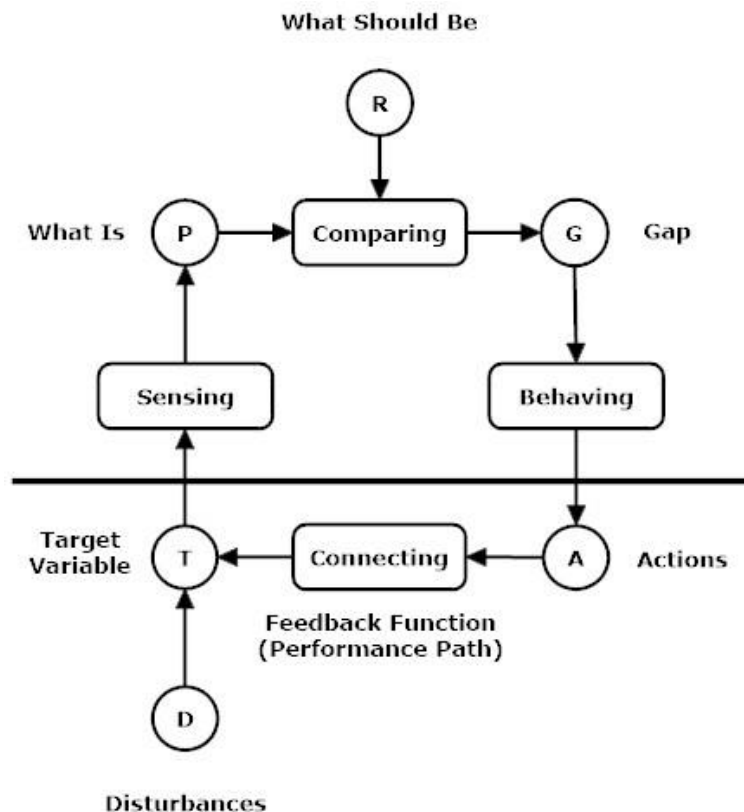 What Should Be
R
What Is
P
Comparing
G
Gap
Sensing
Behaving
Target
Variable
T
Connecting
A
Actions
Feedback Function
(Performance Path)
D
Disturbances